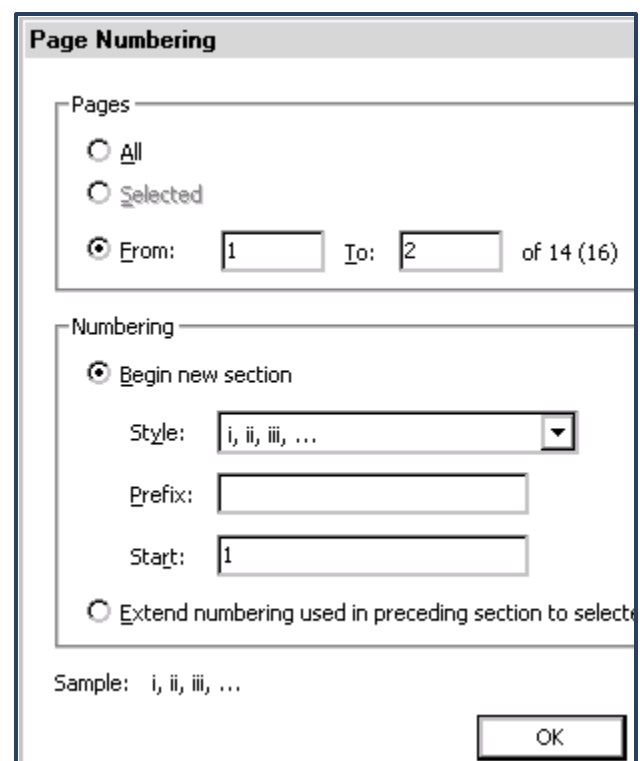 Page Numbering
Pages
All
Selected
From: 1 To: 2 of 14 (16)
Numbering
Begin new section
Style: i, ii, iii, ...
Prefix:
Start: 1
Extend numbering used in preceding section to selecte
Sample: i, ii, iii, ...
OK